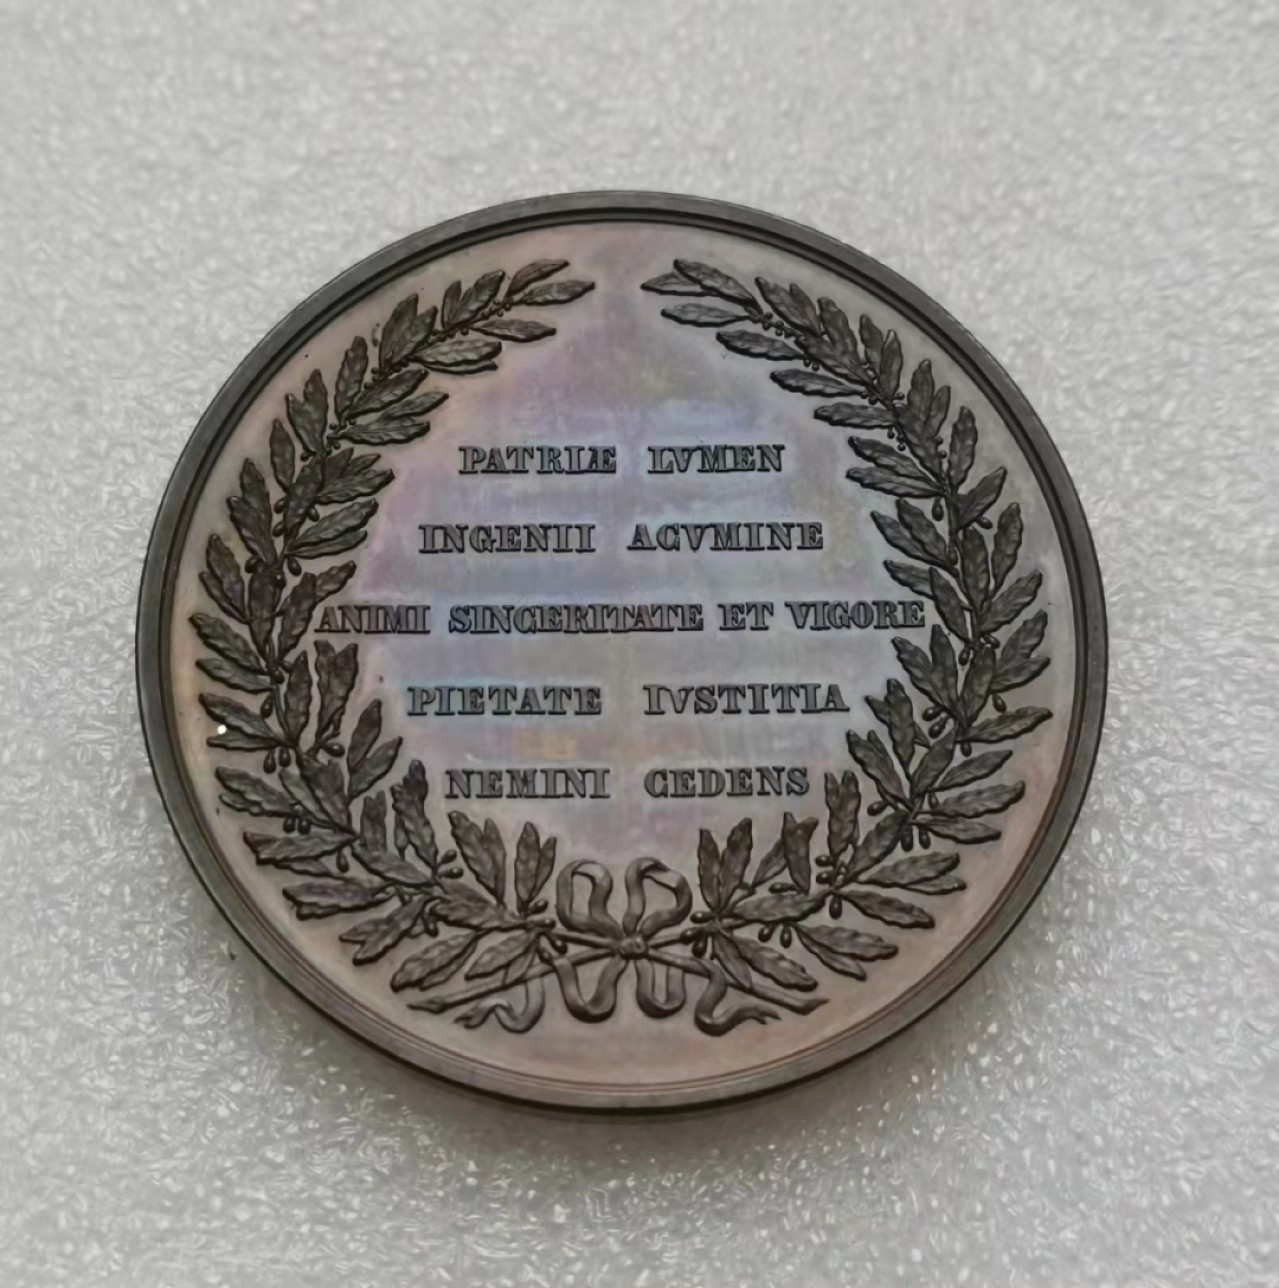 PATRIÆ LVMEN
INGENII ACVMINE
ANIMI SINCERITATE ET VIGORE
PIETATE IVSTITIA
NEMINI CEDENS